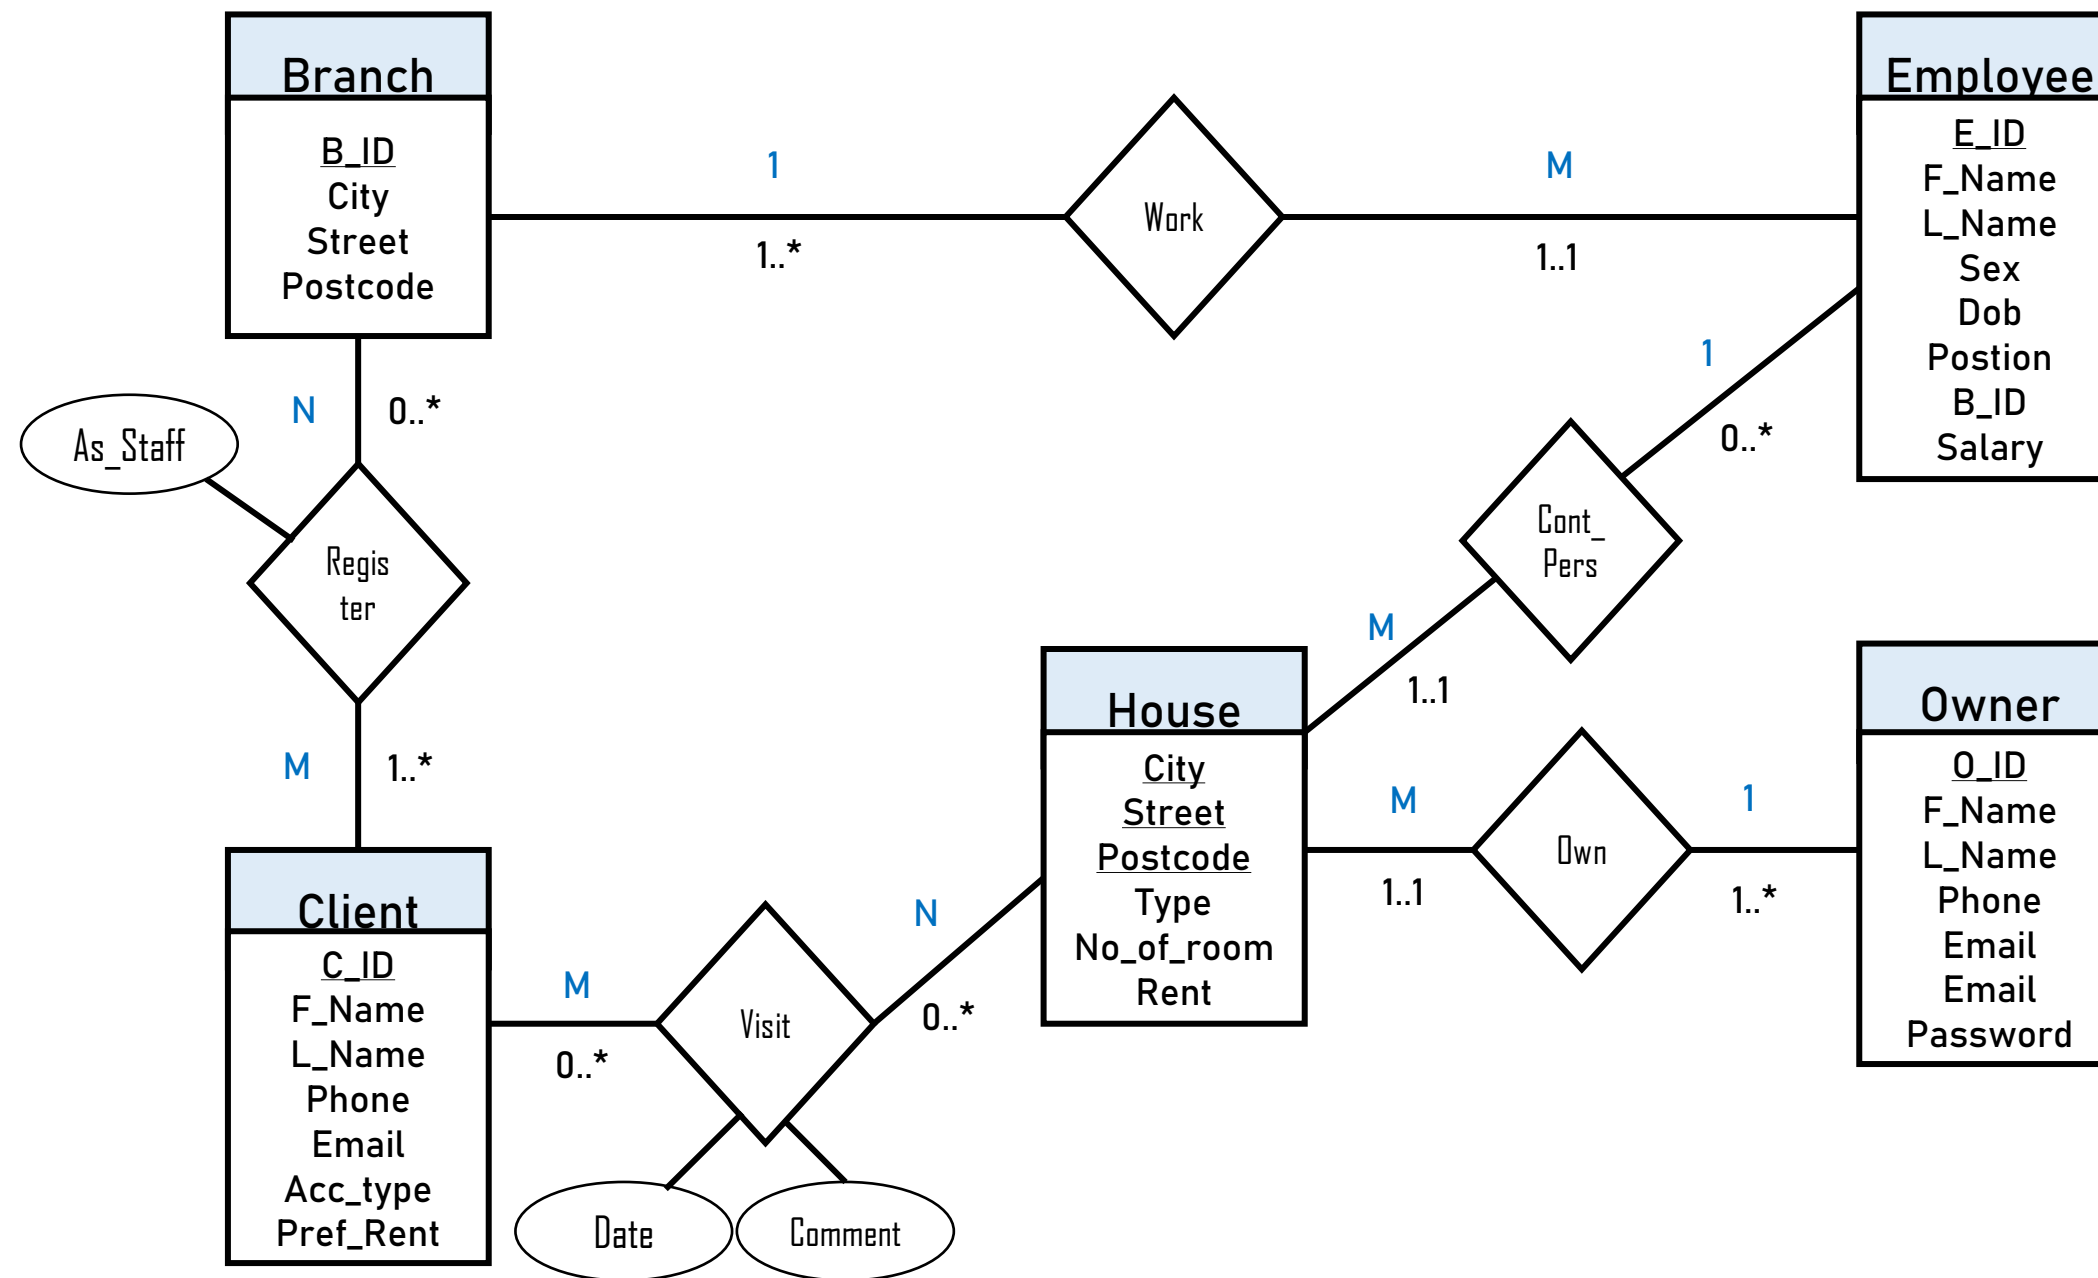 Branch
B_ID
City
Street
Postcode
1
1..*
Work
M
1..1
Employee
E_ID
F_Name
L_Name
Sex
Dob
Postion
B_ID
Salary
N
0..*
As_Staff
Regis
ter
M
1..*
1
0..*
Cont_
Pers
M
1..1
House
City
Street
Postcode
Type
No_of_room
Rent
M
1..1
Own
1
1..*
Owner
O_ID
F_Name
L_Name
Phone
Email
Email
Password
Client
C_ID
F_Name
L_Name
Phone
Email
Acc_type
Pref_Rent
M
0..*
Visit
N
0..*
Date
Comment